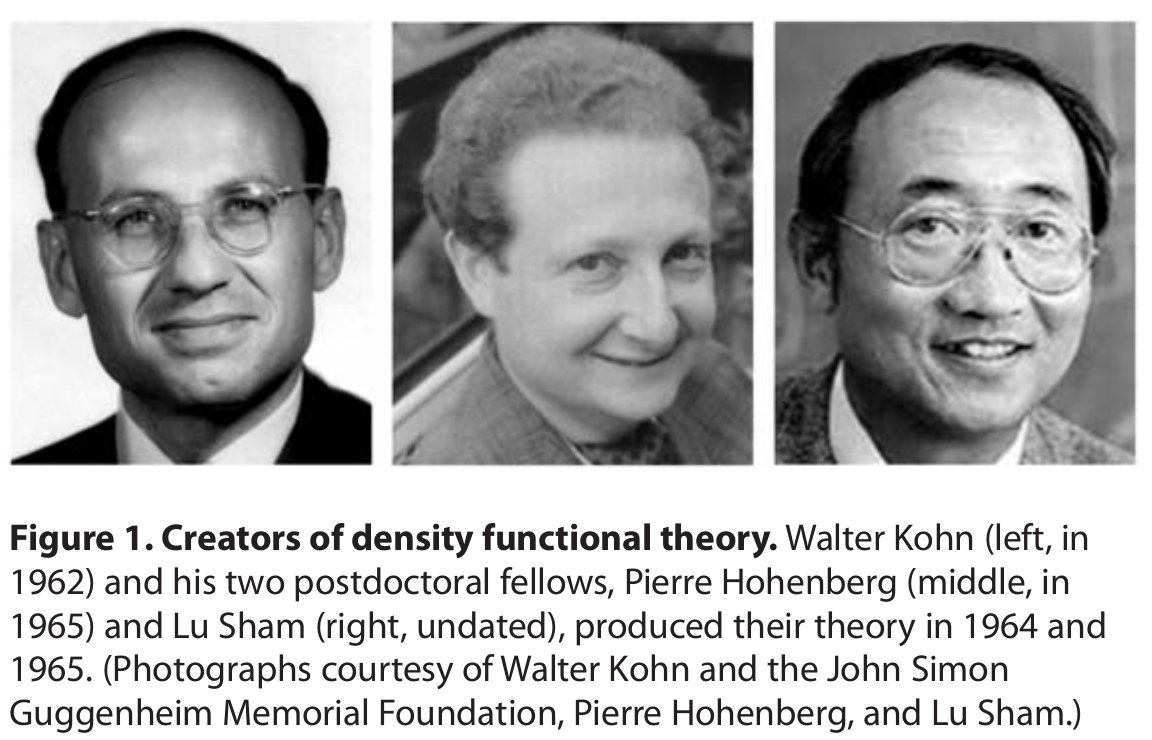 Figure 1. Creators of density functional theory. Walter Kohn (left, in
1962) and his two postdoctoral fellows, Pierre Hohenberg (middle, in
1965) and Lu Sham (right, undated), produced their theory in 1964 and
1965. (Photographs courtesy of Walter Kohn and the John Simon
Guggenheim Memorial Foundation, Pierre Hohenberg, and Lu Sham.)